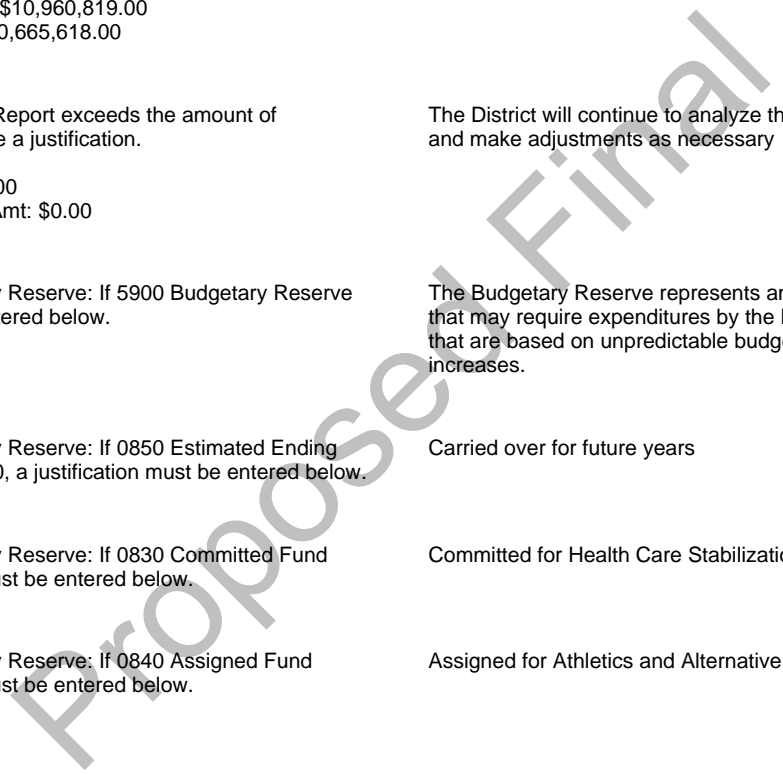 $10,960,819.00
0,665,618.00
Report exceeds the amount of
e a justification.
00
Amt: $0.00
The District will continue to analyze th
and make adjustments as necessary
y Reserve: If 5900 Budgetary Reserve
tered below.
The Budgetary Reserve represents an
that may require expenditures by the
that are based on unpredictable budg
increases.
y Reserve: If 0850 Estimated Ending
0, a justification must be entered below.
Carried over for future years
y Reserve: If 0830 Committed Fund
ust be entered below.
Committed for Health Care Stabilizatio
y Reserve: If 0840 Assigned Fund
ust be entered below.
Assigned for Athletics and Alternative
Proposed Final